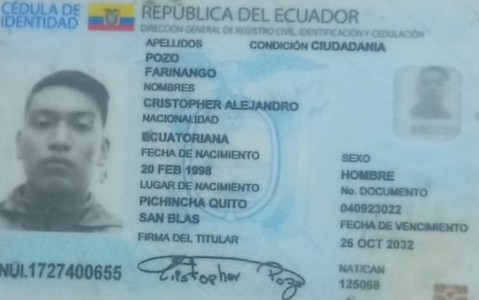 CÉDULA DE IDENTIDAD
REPÚBLICA DEL ECUADOR
DIRECCIÓN GENERAL DE REGISTRO CIVIL, IDENTIFICACIÓN Y CEDULACIÓN
APELLIDOS
CONDICIÓN CIUDADANIA
POZO
FARINANGO
NOMBRES
CRISTOPHER ALEJANDRO
NACIONALIDAD
ECUATORIANA
FECHA DE NACIMIENTO
20 FEB 1998
LUGAR DE NACIMIENTO
PICHINCHA QUITO
SAN BLAS
FIRMA DEL TITULAR
Cristopher Pozo
SEXO
HOMBRE
No. DOCUMENTO
040923022
FECHA DE VENCIMIENTO
26 OCT 2032
NAT/CAN
125068
NUI.1727400655